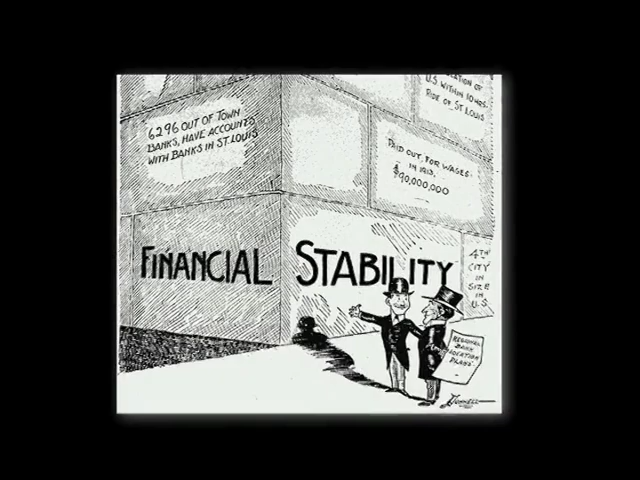 6296 OUT OF TOWN
BANKS, HAVE ACCOUNTS
WITH BANKS IN ST. LOUIS
U.S WITHIN 10 HRS.
RIDE OF ST LOUIS
PAID OUT, FOR WAGES.
IN 1913.
$90,000,000
FINANCIAL STABILITY
4TH
CITY
IN
SIZE
IN
U.S.
REGIONAL
BANK
LOCATION
PLANS